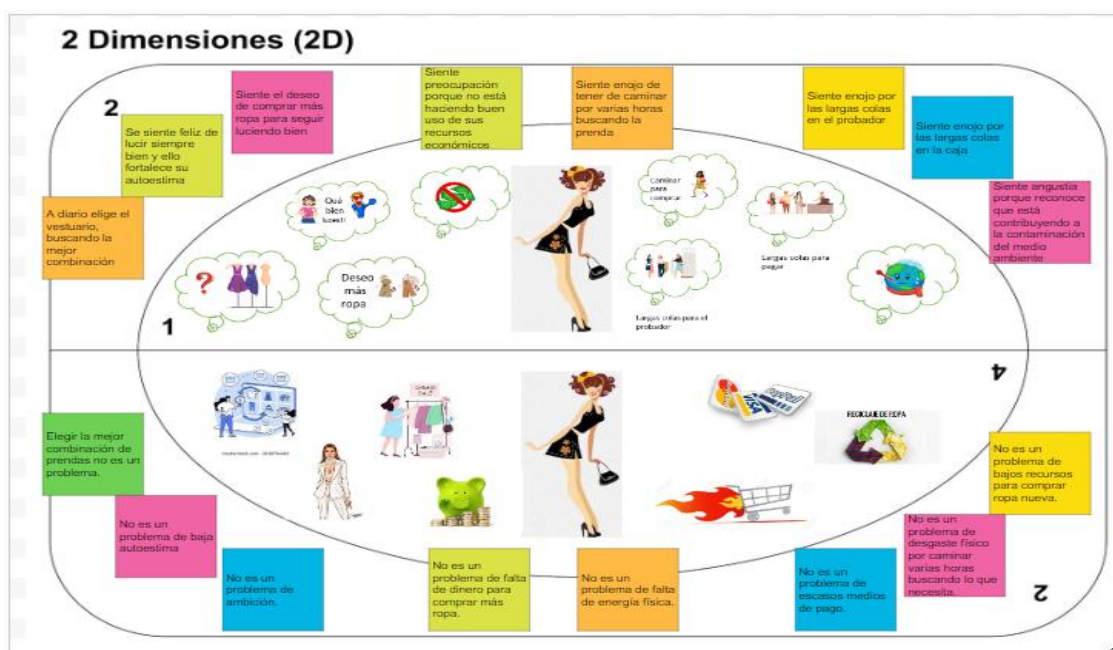 2 Dimensiones (2D)
2
Siente el deseo
de comprar más
ropa para seguir
luciendo bien
Siente
preocupación
porque no está
haciendo buen
uso de sus
recursos
económicos
Siente enojo de
tener de caminar
por varias horas
buscando la
prenda
Siente enojo por
las largas colas
en el probador
Siente enojo por
las largas colas
en la caja
Se siente feliz de
lucir siempre
bien y ello
fortalece su
autoestima
A diario elige el
vestuario,
buscando la
mejor
combinación
Siente angustia
porque reconoce
que está
contribuyendo a
la contaminación
del medio
ambiente
Qué
bien
luces!!
Caminar
para
comprar
?
Deseo
más
ropa
Largas colas para
pagar
Largas colas para el
probador
1
4
VISA
PayPal
RECICLAJE DE ROPA
Elegir la mejor
combinación de
prendas no es un
problema.
No es un
problema de baja
autoestima
No es un
problema de
ambición.
No es un
problema de falta
de dinero para
comprar más
ropa.
No es un
problema de falta
de energía física.
No es un
problema de
escasos medios
de pago.
No es un
problema de
desgaste físico
por caminar
varias horas
buscando lo que
necesita.
No es un
problema de
bajos recursos
para comprar
ropa nueva.
2